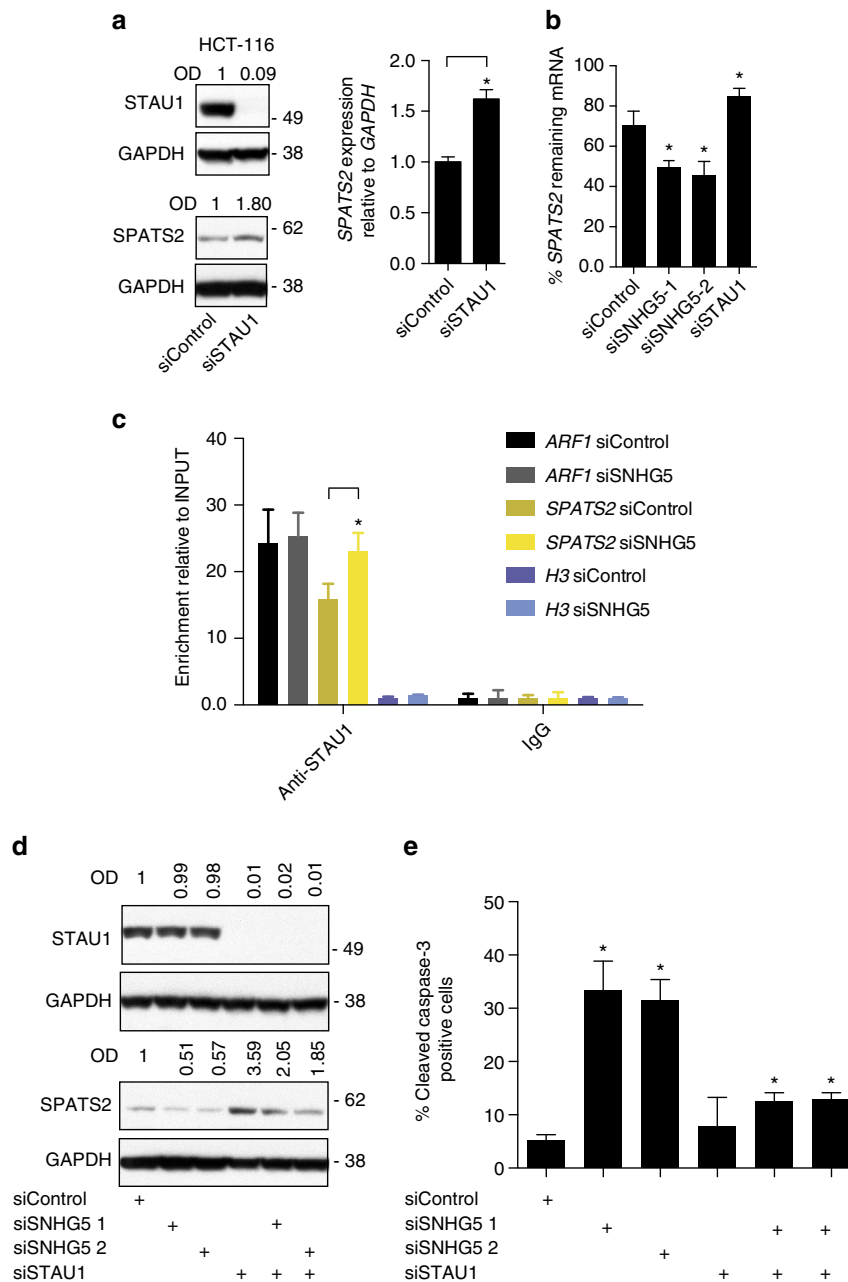 a
HCT-116
OD 1 0.09
STAU1
- 49
GAPDH
- 38
OD 1 1.80
SPATS2
- 62
GAPDH
- 38
siControl
siSTAU1
SPATS2 expression
relative to GAPDH
2.0
1.5
1.0
0.5
0.0
*
siControl
siSTAU1
b
% SPATS2 remaining mRNA
100
80
60
40
20
0.0
* * *
siControl
siSNHG5-1
siSNHG5-2
siSTAU1
c
Enrichment relative to INPUT
40
30
20
10
0.0
*
Anti-STAU1
IgG
ARF1 siControl
ARF1 siSNHG5
SPATS2 siControl
SPATS2 siSNHG5
H3 siControl
H3 siSNHG5
d
OD 1 0.99 0.98 0.01 0.02 0.01
STAU1
- 49
GAPDH
- 38
OD 1 0.51 0.57 3.59 2.05 1.85
SPATS2
- 62
GAPDH
- 38
siControl +
siSNHG5 1 + +
siSNHG5 2 + +
siSTAU1 + + +
e
% Cleaved caspase-3
positive cells
50
40
30
20
10
0
* * * *
siControl +
siSNHG5 1 + + +
siSNHG5 2 +
siSTAU1 + + +